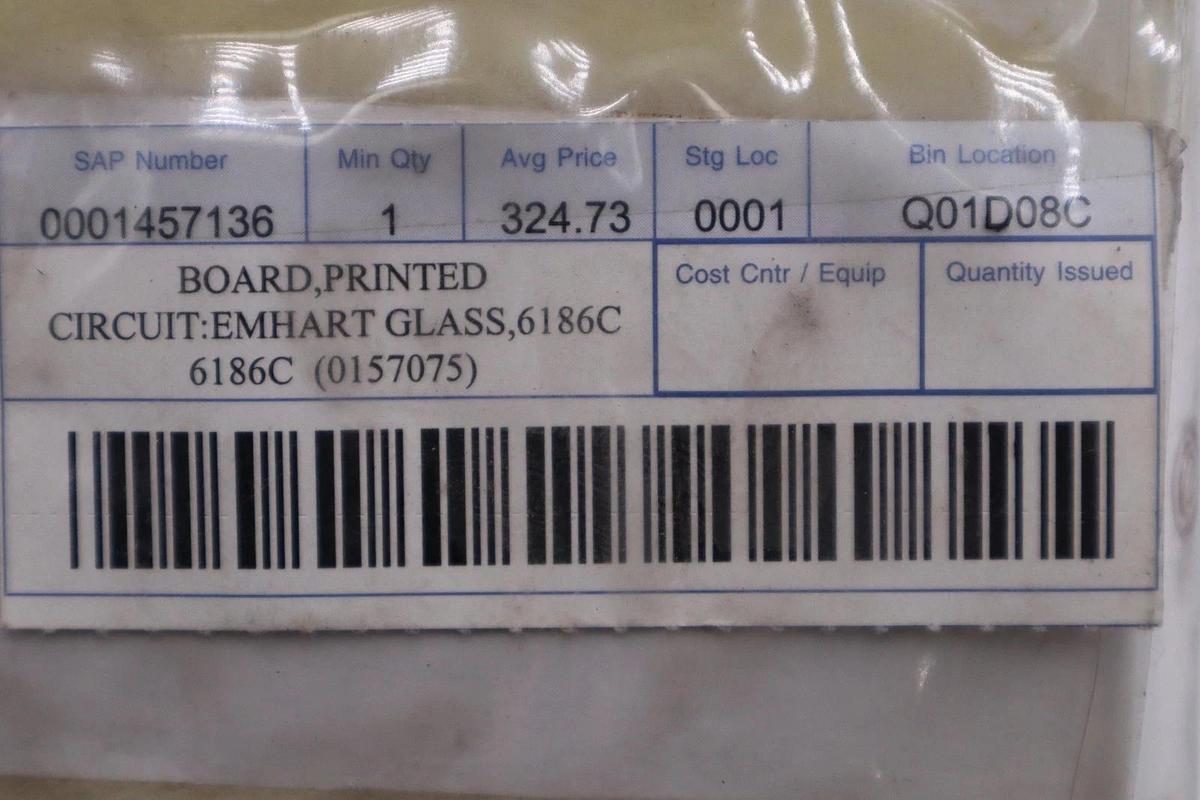 SAP Number Min Qty Avg Price Stg Loc Bin Location
0001457136 1 324.73 0001 Q01D08C
BOARD,PRINTED
CIRCUIT:EMHART GLASS,6186C
6186C (0157075)
Cost Cntr / Equip Quantity Issued